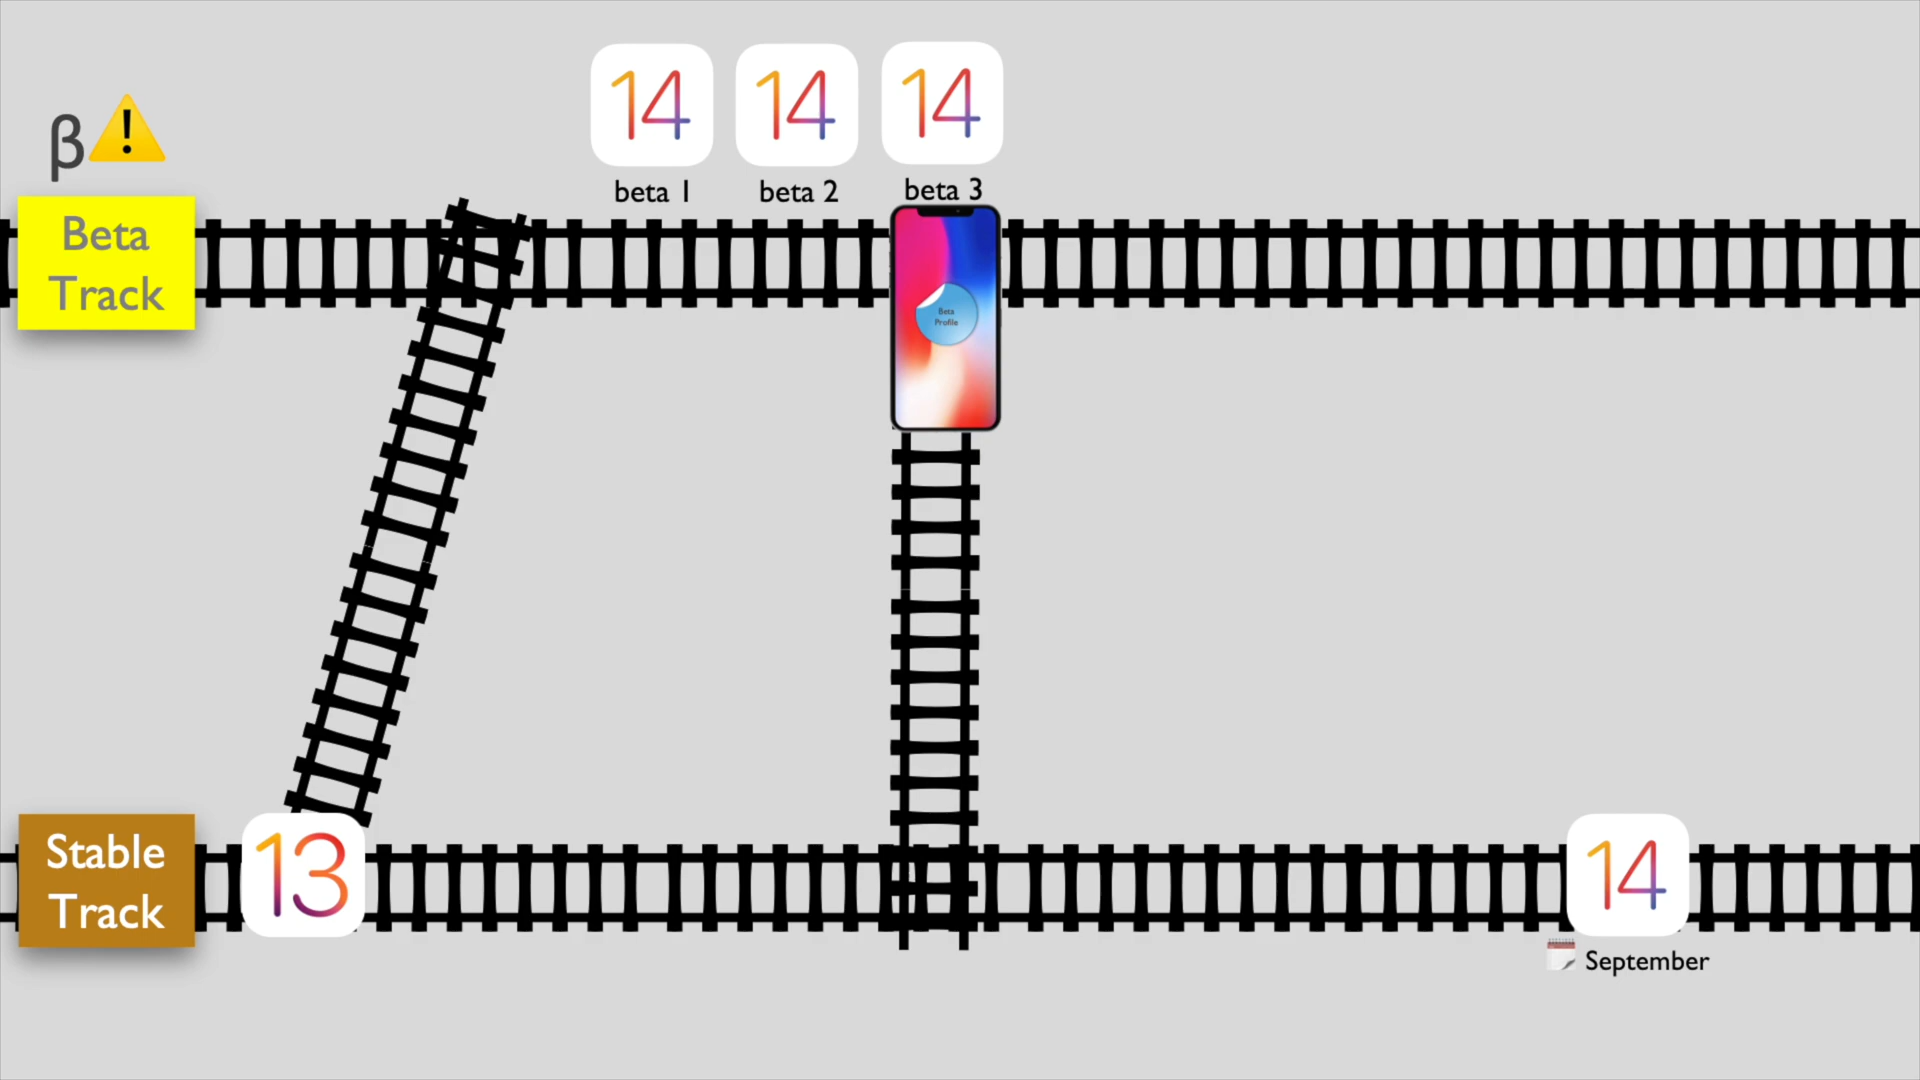 14
14
14
β
beta 1
beta 2
beta 3
Beta
Track
Beta
Profile
Stable
Track
13
14
September